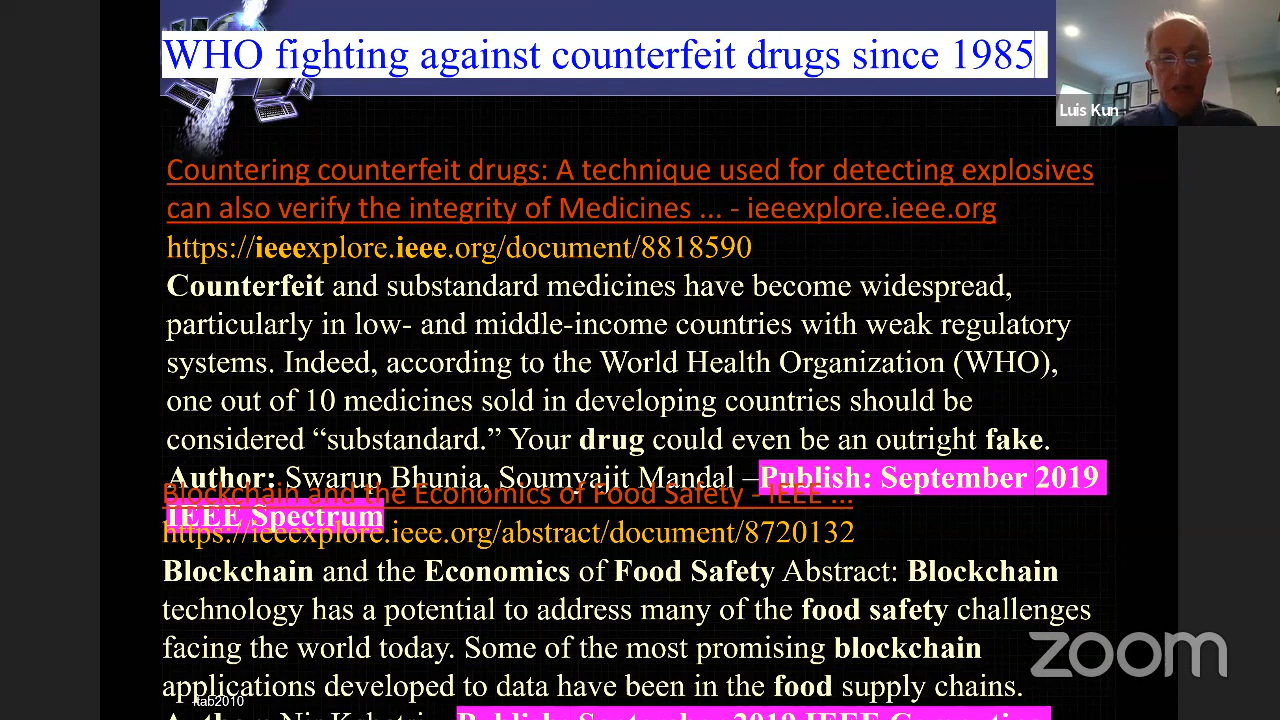 WHO fighting against counterfeit drugs since 1985
Luis Kun
Countering counterfeit drugs: A technique used for detecting explosives
can also verify the integrity of Medicines ... - ieeexplore.ieee.org
https://ieeexplore.ieee.org/document/8818590
Counterfeit and substandard medicines have become widespread,
particularly in low- and middle-income countries with weak regulatory
systems. Indeed, according to the World Health Organization (WHO),
one out of 10 medicines sold in developing countries should be
considered “substandard.” Your drug could even be an outright fake.
Author: Swarup Bhunia, Soumyajit Mandal –Publish: September 2019
IEEE Spectrum
Blockchain and the Economics of Food Safety - IEEE ...
https://ieeexplore.ieee.org/abstract/document/8720132
Blockchain and the Economics of Food Safety Abstract: Blockchain
technology has a potential to address many of the food safety challenges
facing the world today. Some of the most promising blockchain
applications developed to data have been in the food supply chains.
zoom
Itab2010
Publish: September 2019 IEEE